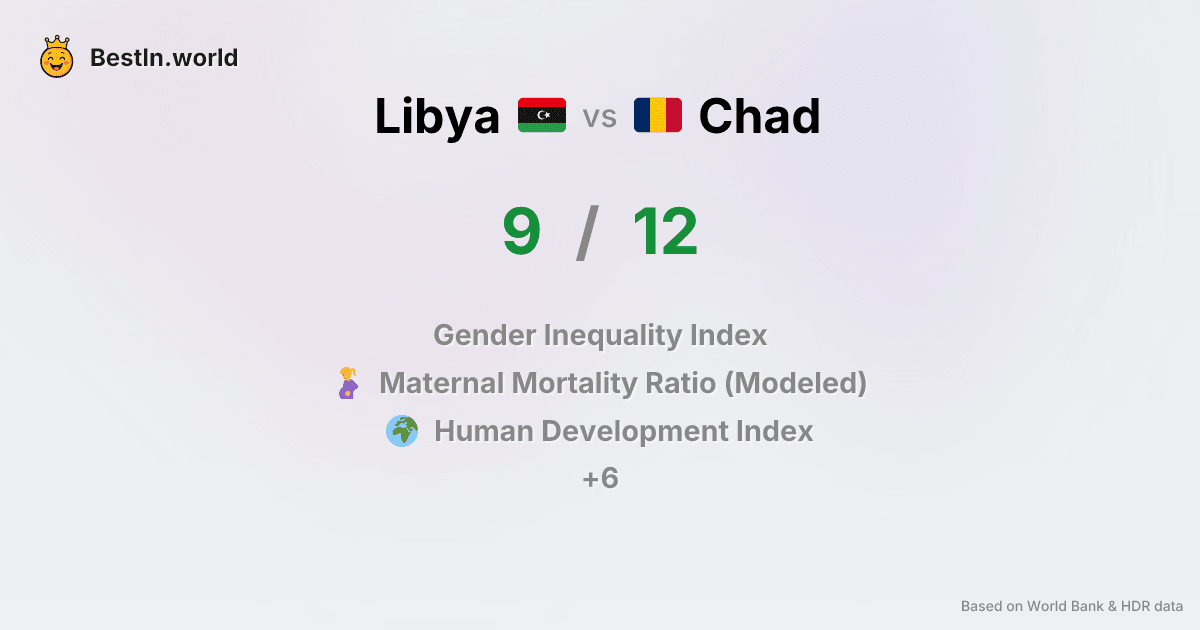 BestIn.world
Libya vs Chad
9 / 12
Gender Inequality Index
Maternal Mortality Ratio (Modeled)
Human Development Index
+6
Based on World Bank & HDR data